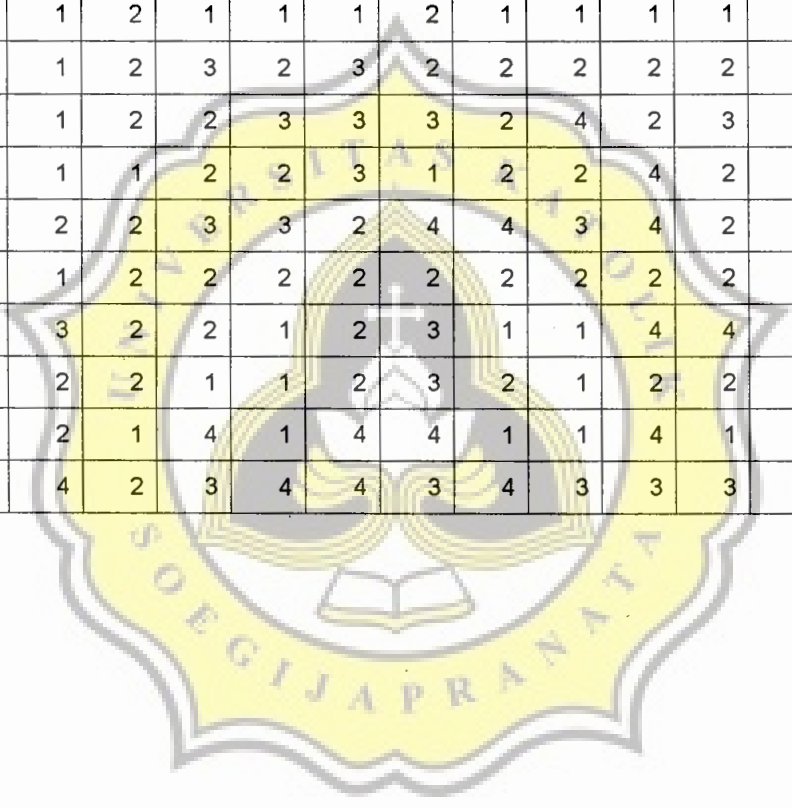 1 2 1 1 1 2 1 1 1 1
1 2 3 2 3 2 2 2 2 2
1 2 2 3 3 3 2 4 2 3
1 1 2 2 3 1 2 2 4 2
2 2 3 3 2 4 4 3 4 2
1 2 2 2 2 2 2 2 2 2
3 2 2 1 2 3 1 1 4 4
2 2 1 1 2 3 2 1 2 2
2 1 4 1 4 4 1 1 4 1
4 2 3 4 4 3 4 3 3 3
UNIVERSITAS KATOLIK
SOEGIJAPRANATA